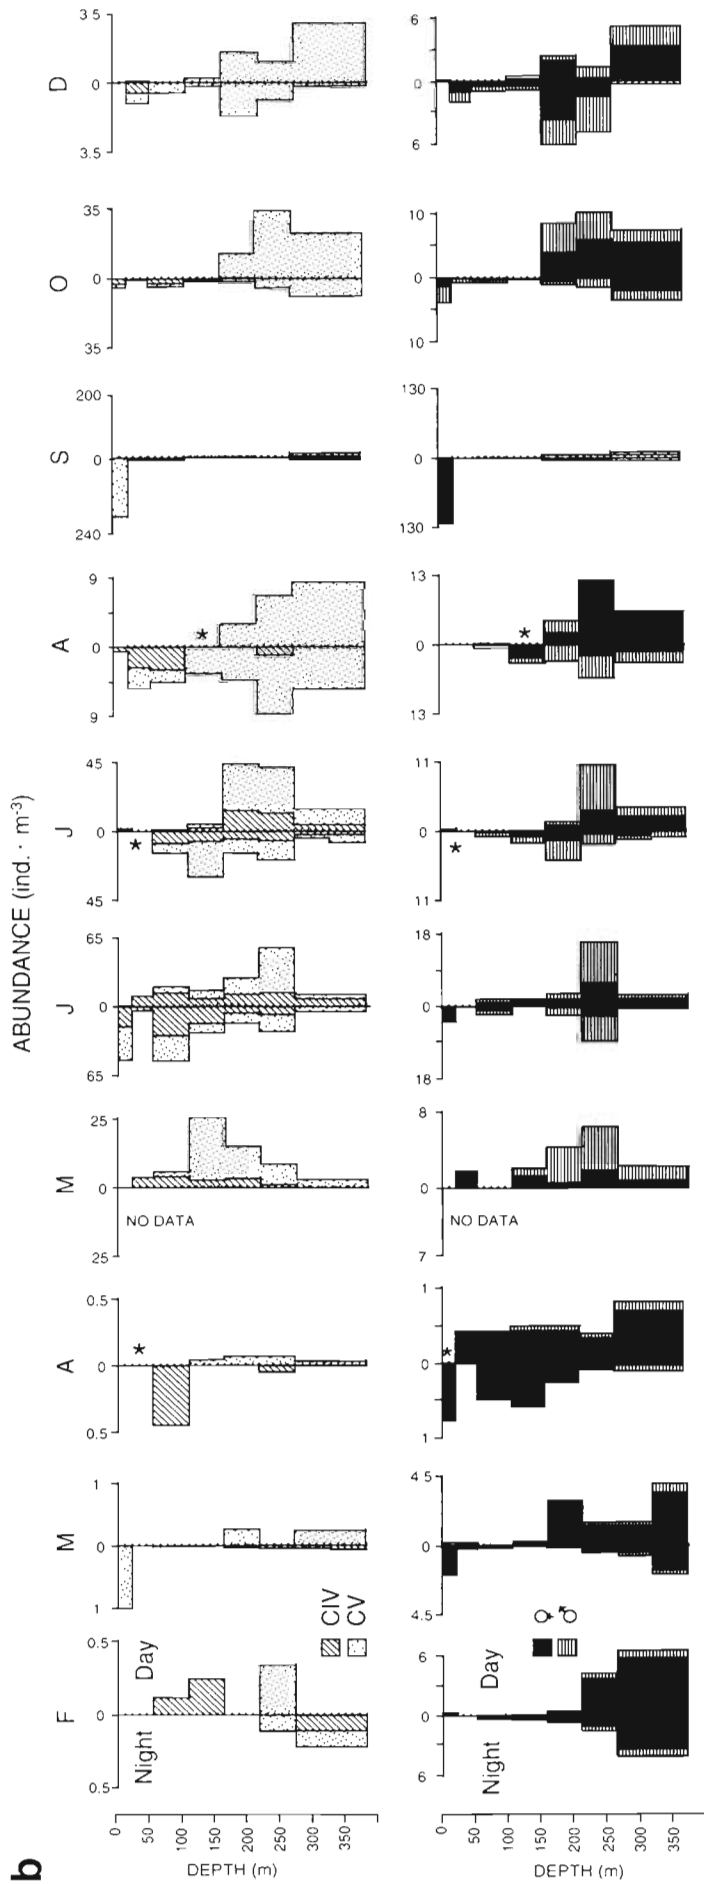 b
ABUNDANCE (ind. · m⁻³)
F M A M J J A S O D
0.5 0 0.5
1 0 1
0.5 0 0.5
25 0 25
65 0 65
45 0 45
9 0 9
200 0 240
35 0 35
3.5 0 3.5
Night Day
CIV
CV
NO DATA
*
*
*
0 50 100 150 200 250 300 350
DEPTH (m)
6 0 6
4.5 0 4.5
1 0 1
8 0 7
18 0 18
11 0 11
13 0 13
130 0 130
10 0 10
6 0 6
Night Day
♀
♂
NO DATA
*
*
*
0 50 100 150 200 250 300 350
DEPTH (m)